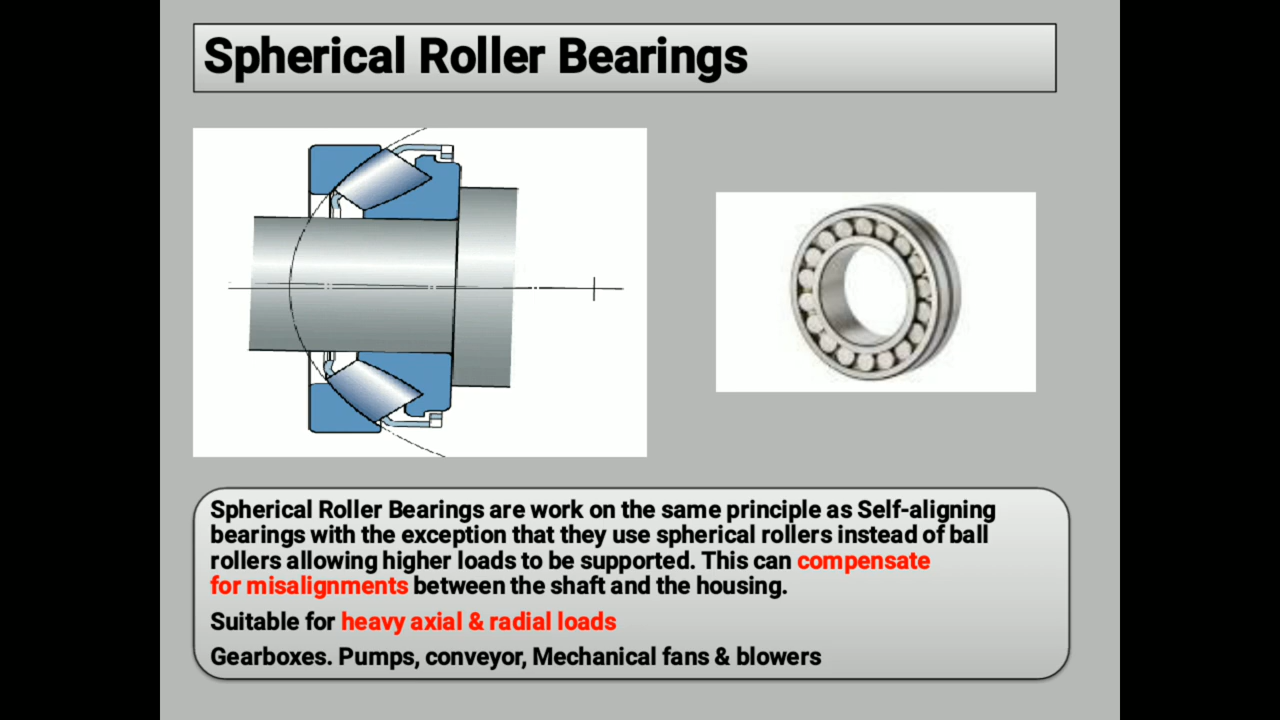 Spherical Roller Bearings
Spherical Roller Bearings are work on the same principle as Self-aligning
bearings with the exception that they use spherical rollers instead of ball
rollers allowing higher loads to be supported. This can compensate
for misalignments between the shaft and the housing.
Suitable for heavy axial & radial loads
Gearboxes. Pumps, conveyor, Mechanical fans & blowers